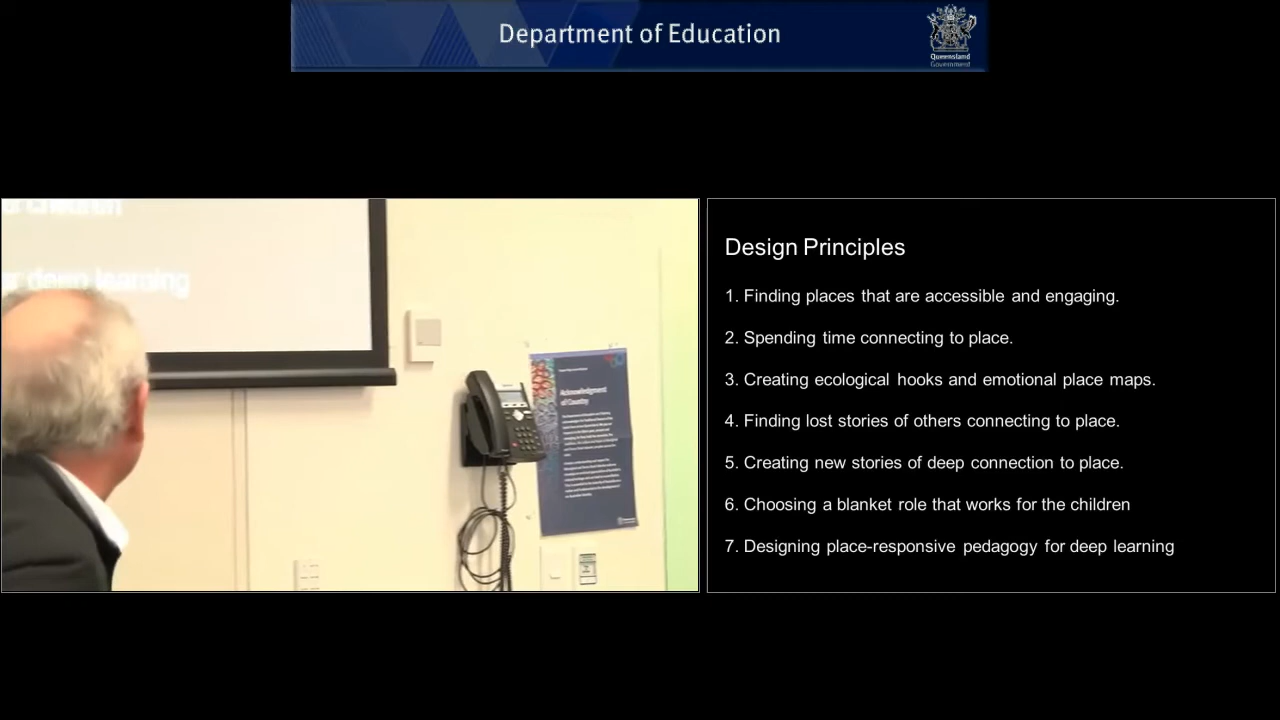 Department of Education
Queensland
Government
children
deep learning
Acknowledgment
of Country
Design Principles
1. Finding places that are accessible and engaging.
2. Spending time connecting to place.
3. Creating ecological hooks and emotional place maps.
4. Finding lost stories of others connecting to place.
5. Creating new stories of deep connection to place.
6. Choosing a blanket role that works for the children
7. Designing place-responsive pedagogy for deep learning